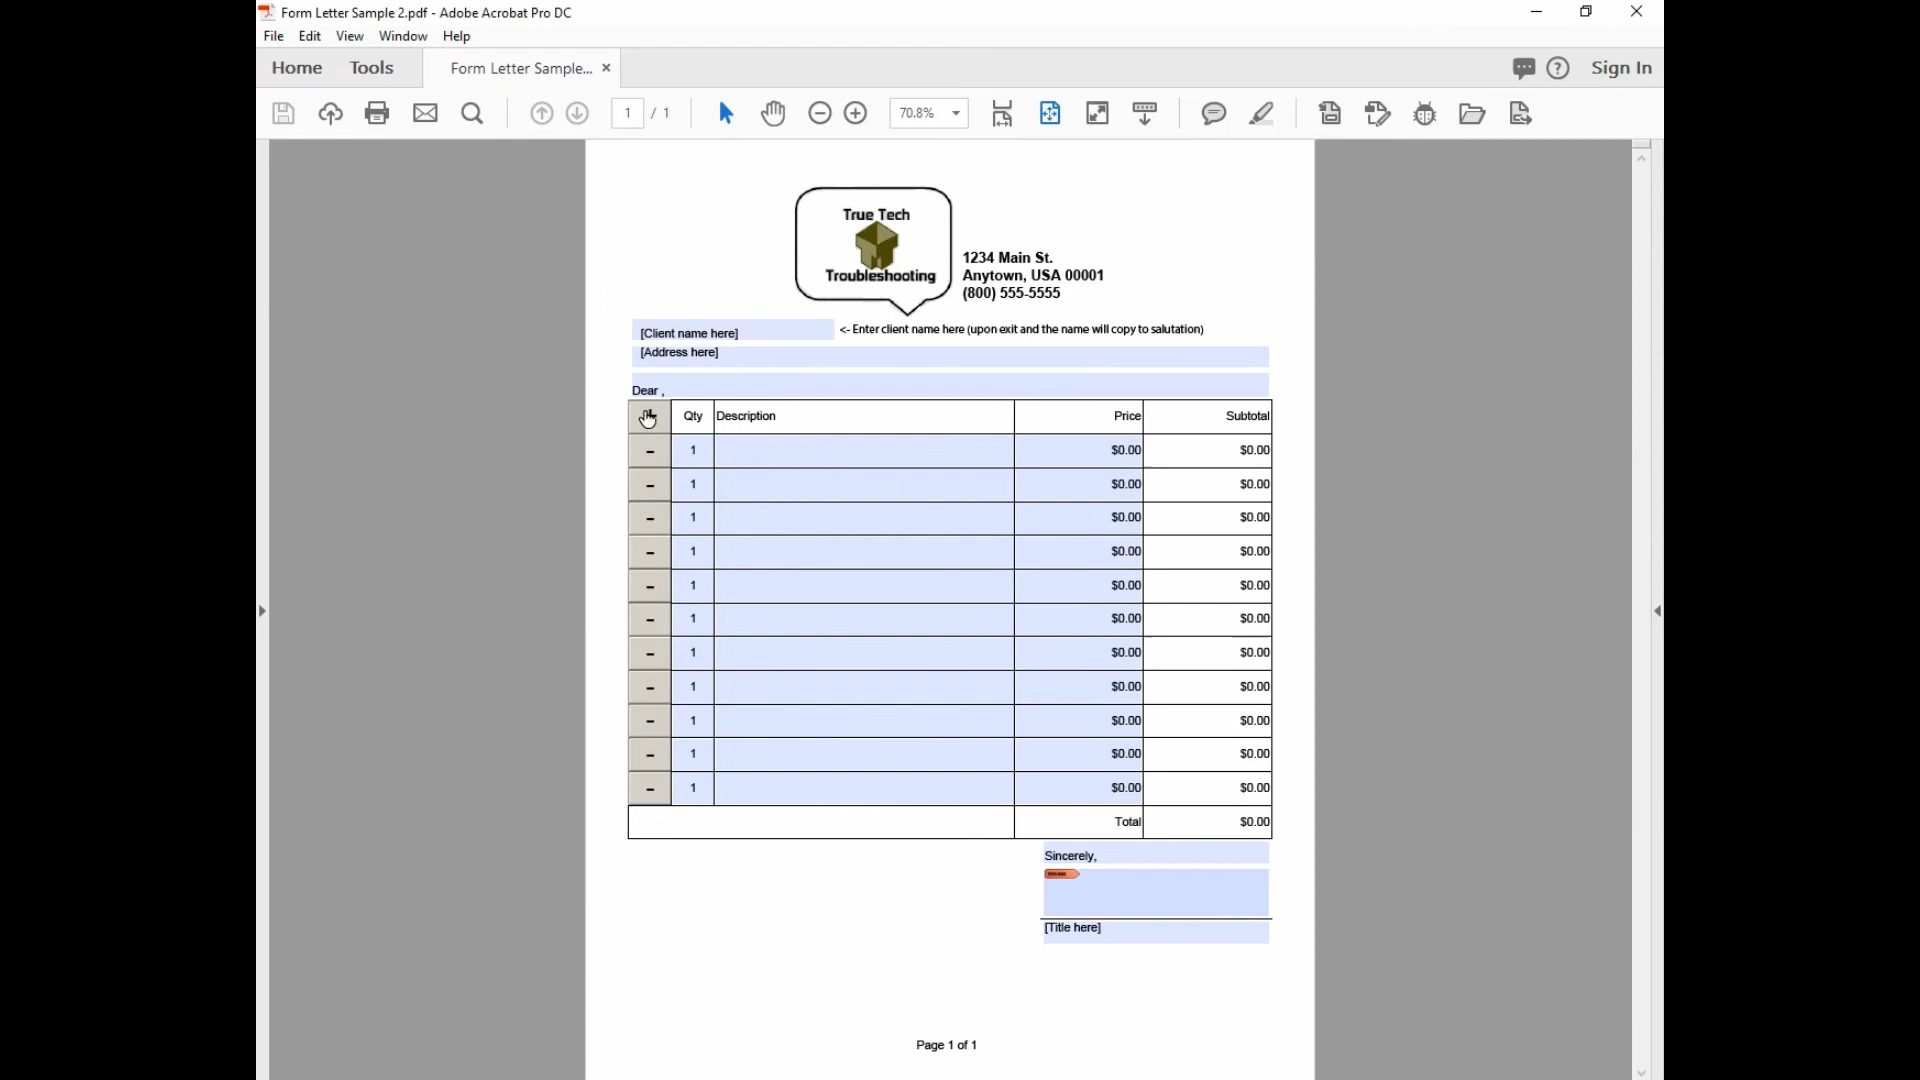 Form Letter Sample 2.pdf - Adobe Acrobat Pro DC
File Edit View Window Help
Home Tools Form Letter Sample... × Sign In
1 / 1 70.8%
True Tech
Troubleshooting
1234 Main St.
Anytown, USA 00001
(800) 555-5555
[Client name here] <- Enter client name here (upon exit and the name will copy to salutation)
[Address here]
Dear ,
Qty Description Price Subtotal
- 1 $0.00 $0.00
- 1 $0.00 $0.00
- 1 $0.00 $0.00
- 1 $0.00 $0.00
- 1 $0.00 $0.00
- 1 $0.00 $0.00
- 1 $0.00 $0.00
- 1 $0.00 $0.00
- 1 $0.00 $0.00
- 1 $0.00 $0.00
- 1 $0.00 $0.00
Total $0.00
Sincerely,
[Title here]
Page 1 of 1